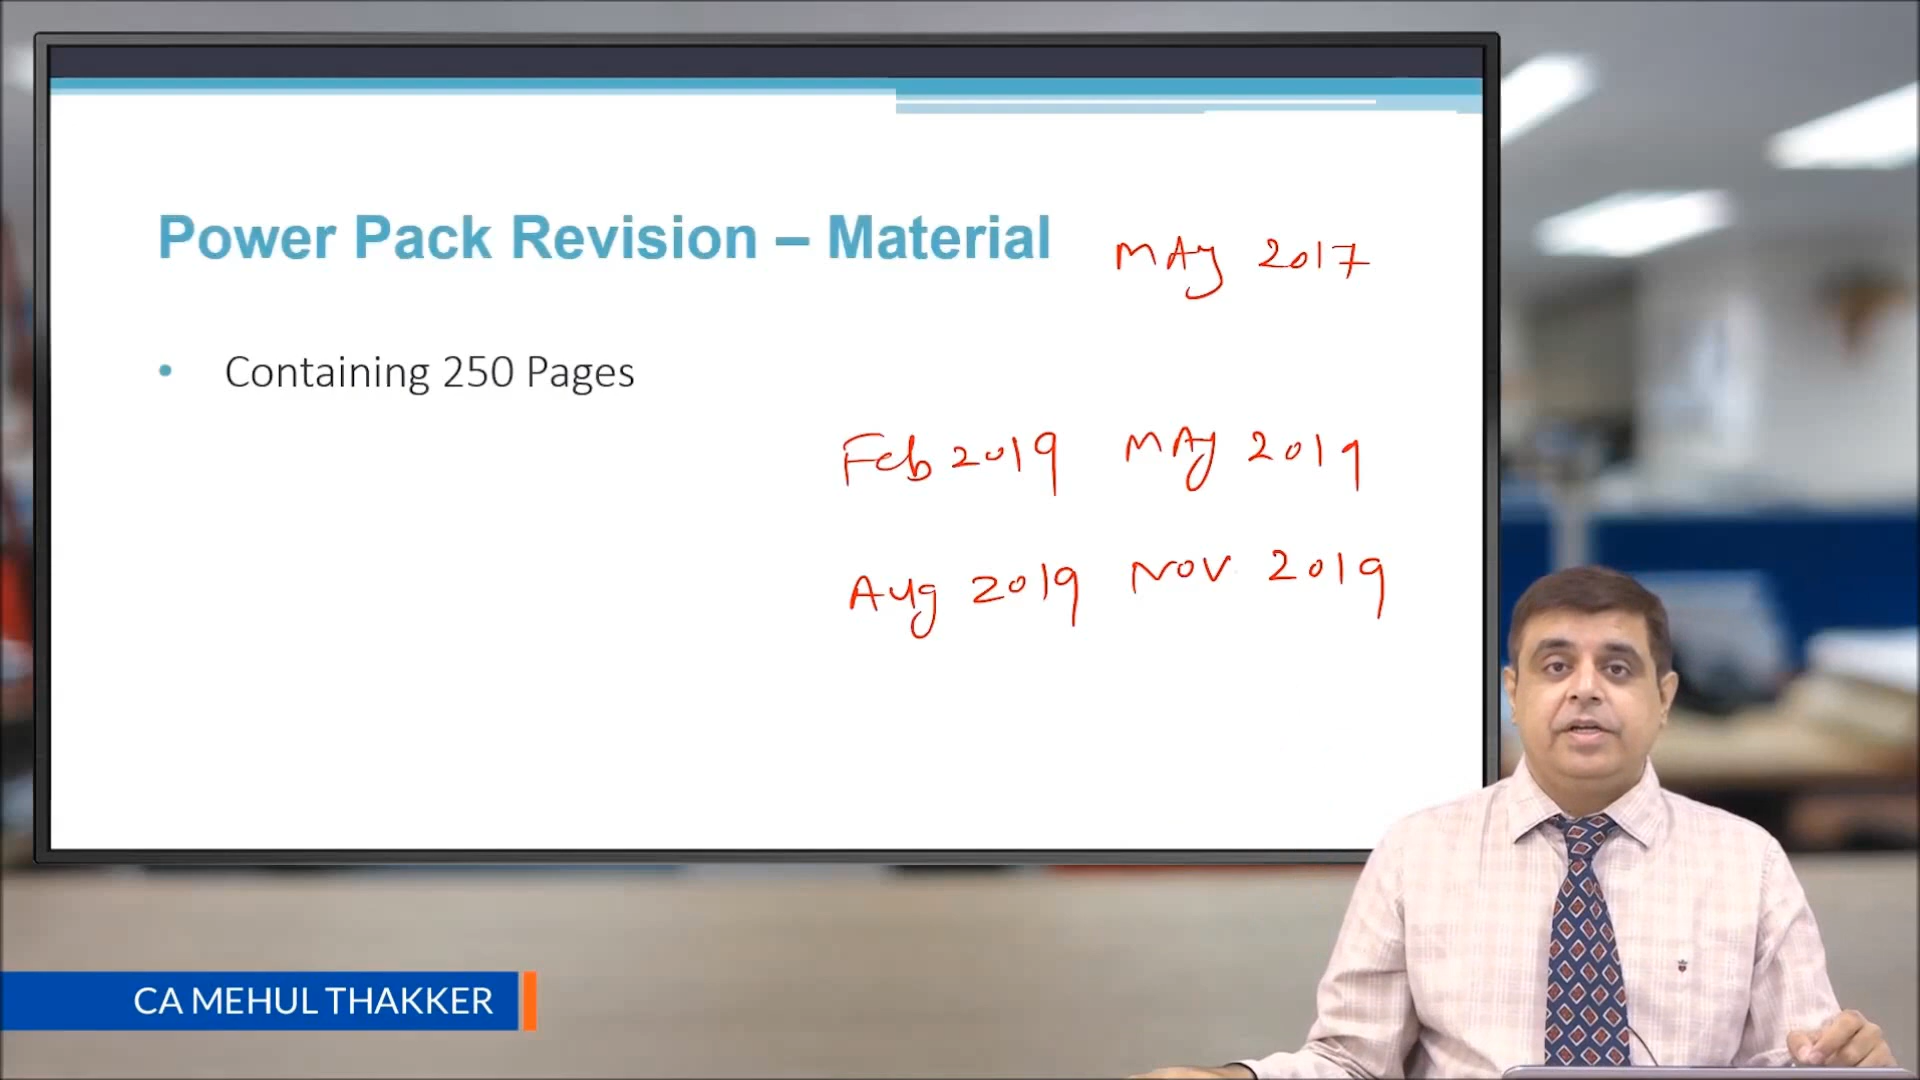 Power Pack Revision – Material
MAy 2017
• Containing 250 Pages
Feb 2019 MAy 2019
Aug 2019 Nov 2019
CA MEHUL THAKKER